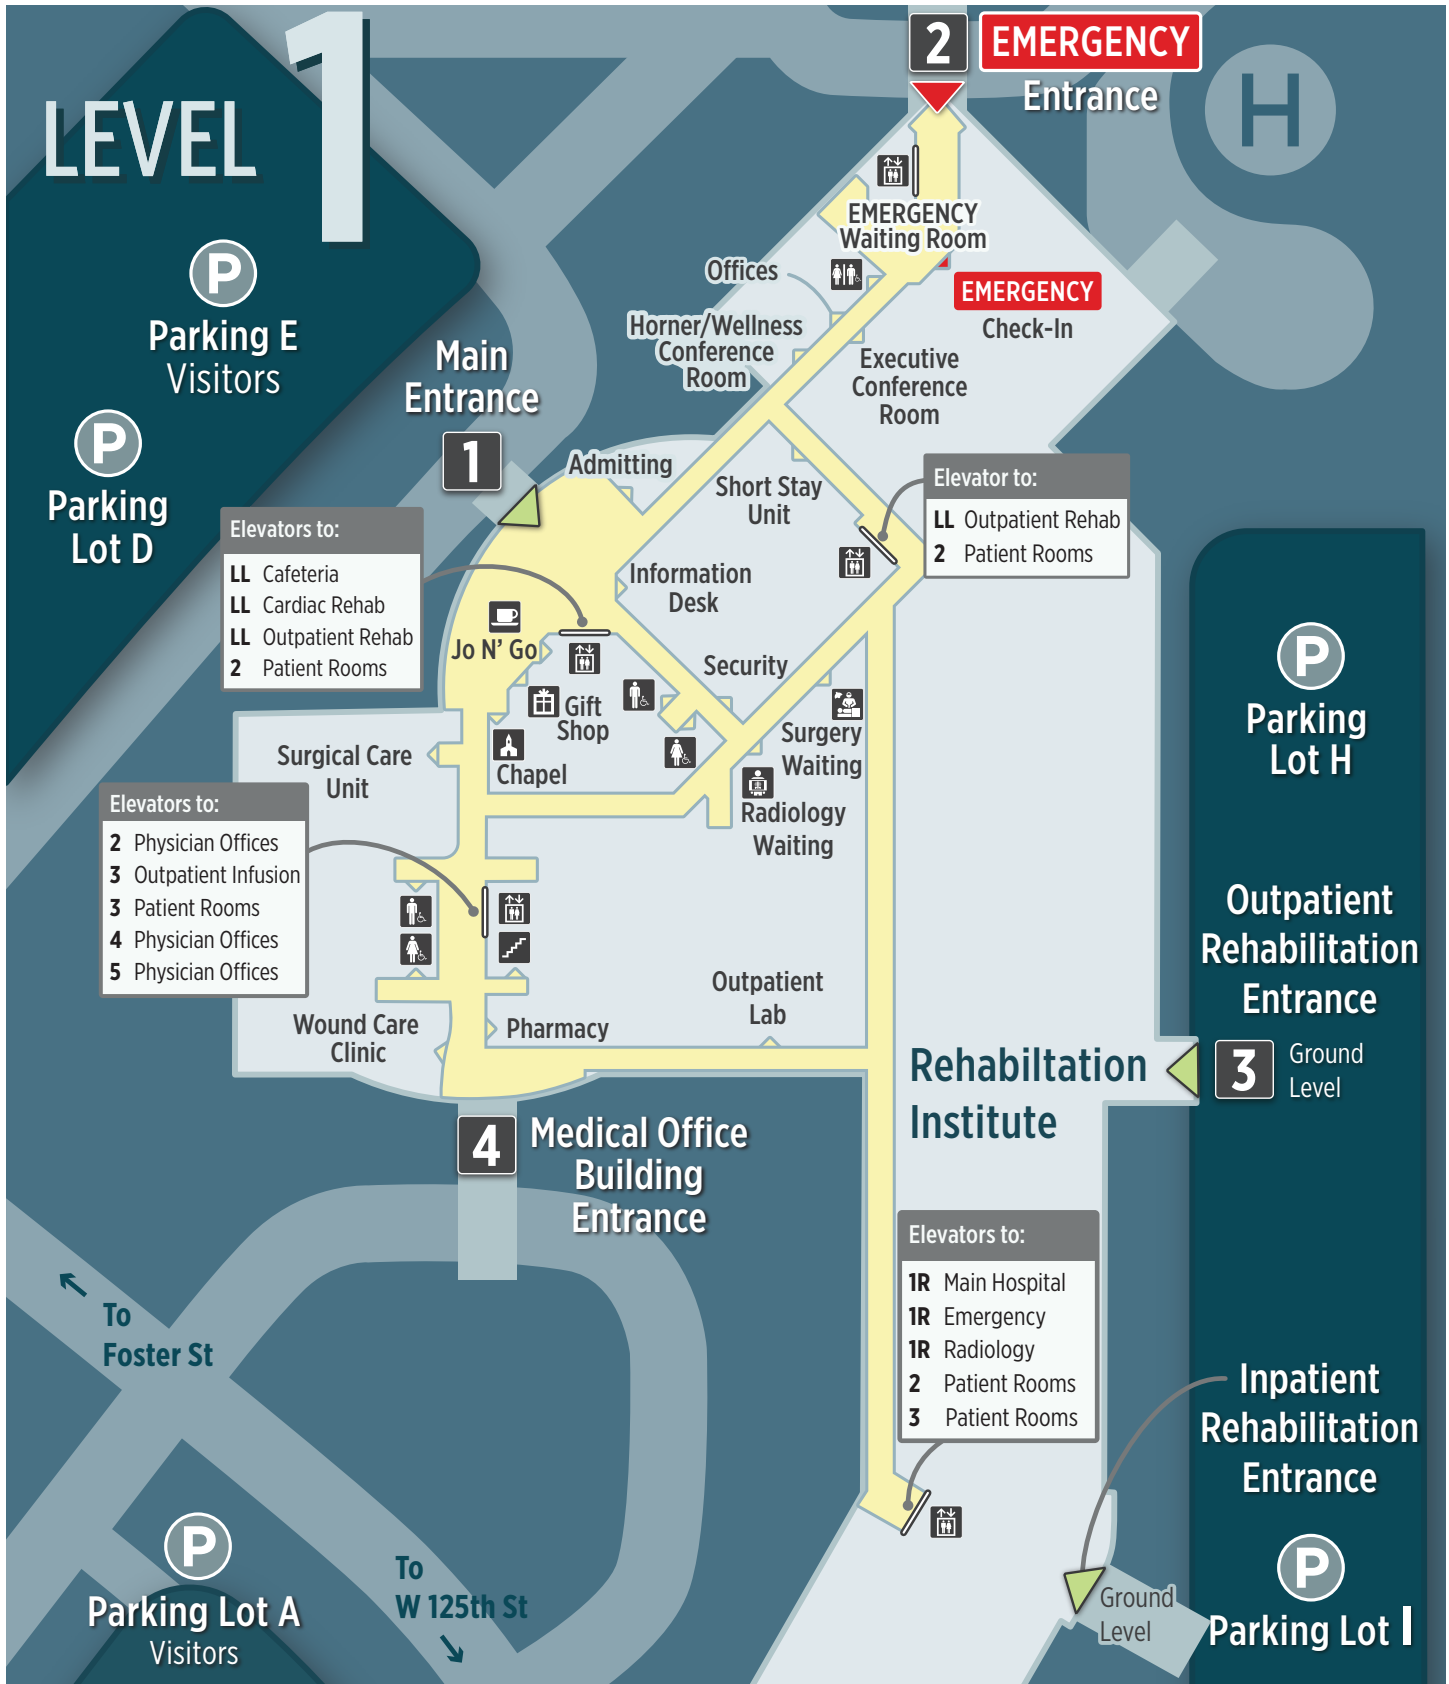 2
EMERGENCY
Entrance
H
LEVEL
1
P
Parking E
Visitors
P
Parking
Lot D
EMERGENCY
Waiting Room
Offices
EMERGENCY
Check-In
Horner/Wellness
Conference
Room
Executive
Conference
Room
Main
Entrance
1
Admitting
Short Stay
Unit
Elevator to:
LL Outpatient Rehab
2 Patient Rooms
Elevators to:
LL Cafeteria
LL Cardiac Rehab
LL Outpatient Rehab
2 Patient Rooms
Information
Desk
Jo N' Go
Security
Gift
Shop
Chapel
Surgery
Waiting
Radiology
Waiting
Surgical Care
Unit
Elevators to:
2 Physician Offices
3 Outpatient Infusion
3 Patient Rooms
4 Physician Offices
5 Physician Offices
P
Parking
Lot H
Outpatient
Rehabilitation
Entrance
3
Ground
Level
Outpatient
Lab
Wound Care
Clinic
Pharmacy
Rehabiltation
Institute
4
Medical Office
Building
Entrance
Elevators to:
1R Main Hospital
1R Emergency
1R Radiology
2 Patient Rooms
3 Patient Rooms
To
Foster St
Inpatient
Rehabilitation
Entrance
P
Parking Lot A
Visitors
To
W 125th St
Ground
Level
P
Parking Lot I